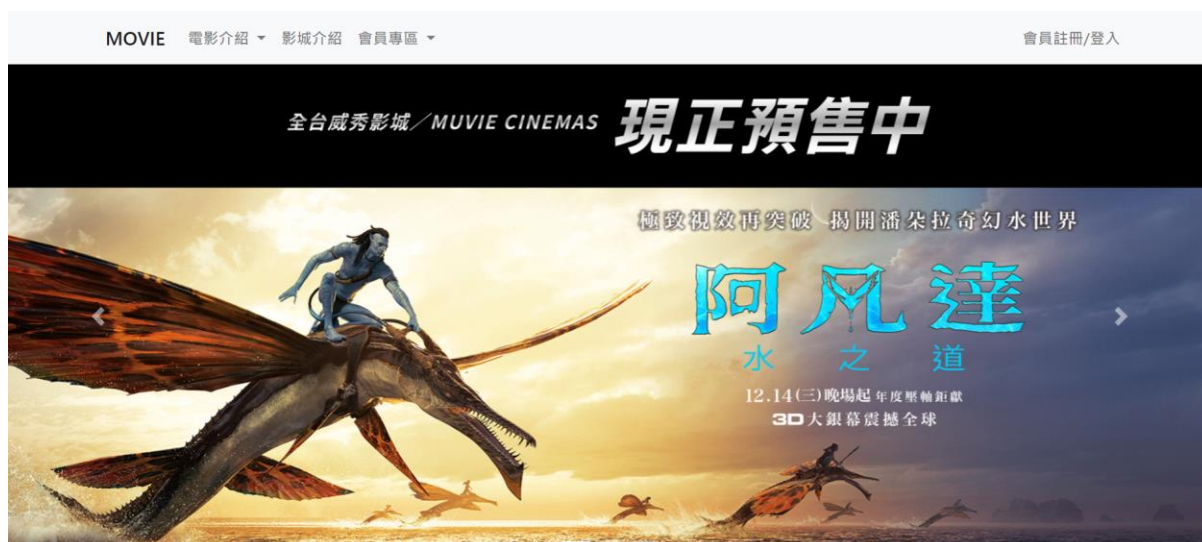 MOVIE 電影介紹 影城介紹 會員專區 會員註冊/登入
全台威秀影城／MUVIE CINEMAS 現正預售中
極致視效再突破 揭開潘朵拉奇幻水世界
阿凡達
水之道
12.14(三)晚場起 年度壓軸鉅獻
3D大銀幕震撼全球